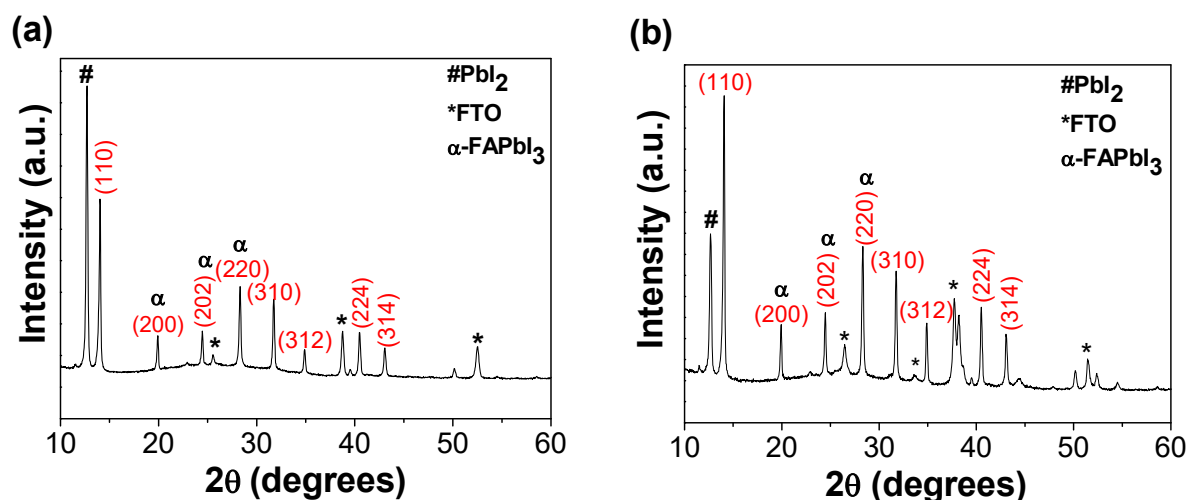 (a)
#
(110)
#PbI2
*FTO
α-FAPbI3
α
(200)
α
(202)
*
α
(220)
(310)
(312)
*
(224)
(314)
*
Intensity (a.u.)
10 20 30 40 50 60
2θ (degrees)
(b)
(110)
#
#PbI2
*FTO
α-FAPbI3
α
(200)
α
(202)
*
α
(220)
(310)
*
(312)
*
(224)
(314)
*
Intensity (a.u.)
10 20 30 40 50 60
2θ (degrees)